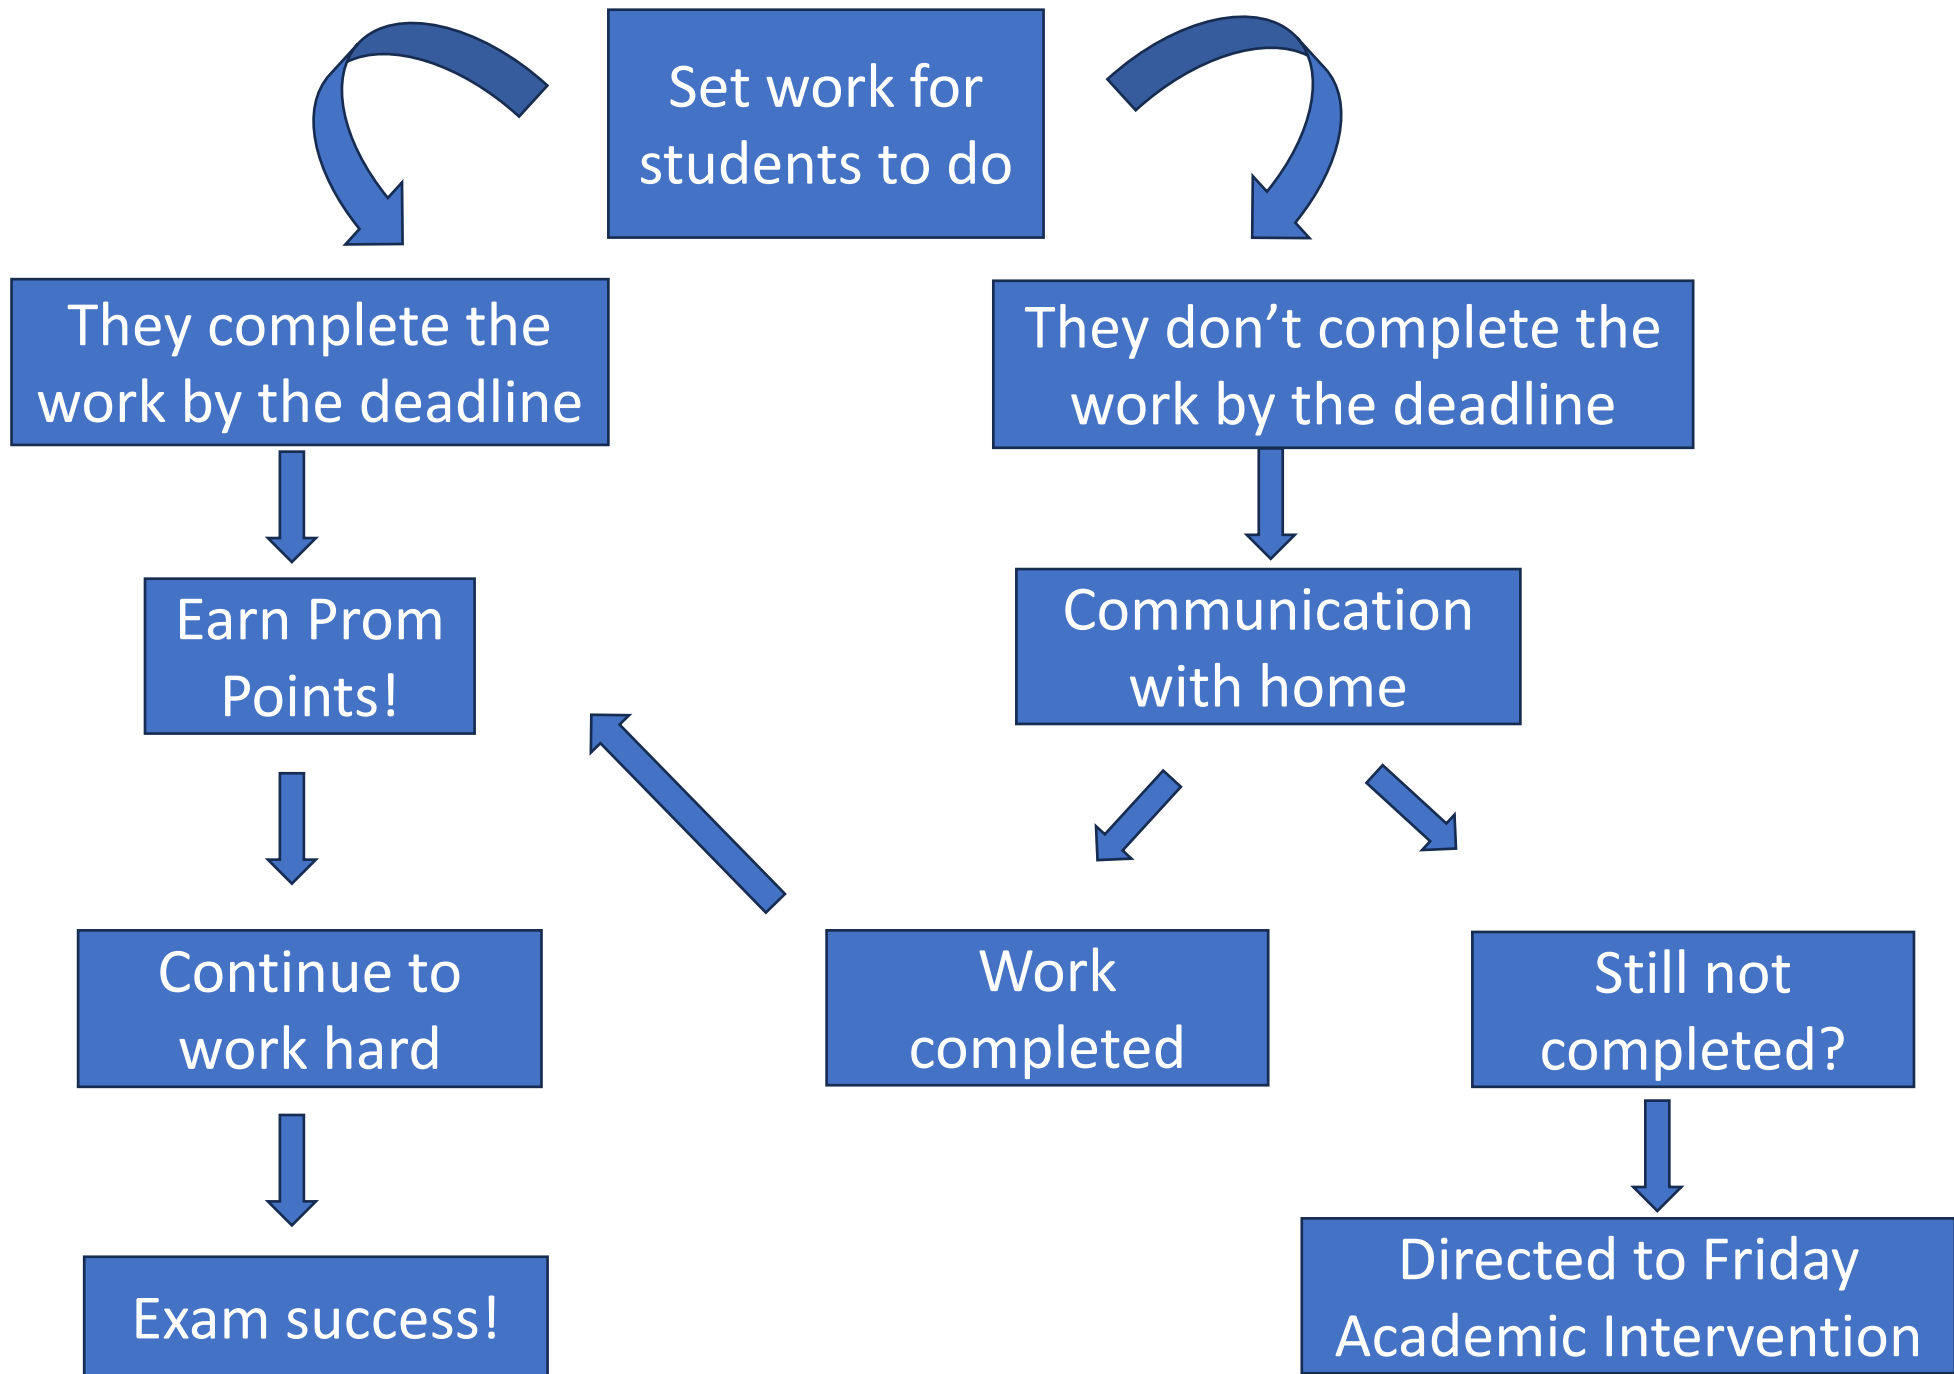 Set work for
students to do
They complete the
work by the deadline
They don’t complete the
work by the deadline
Earn Prom
Points!
Communication
with home
Continue to
work hard
Work
completed
Still not
completed?
Exam success!
Directed to Friday
Academic Intervention